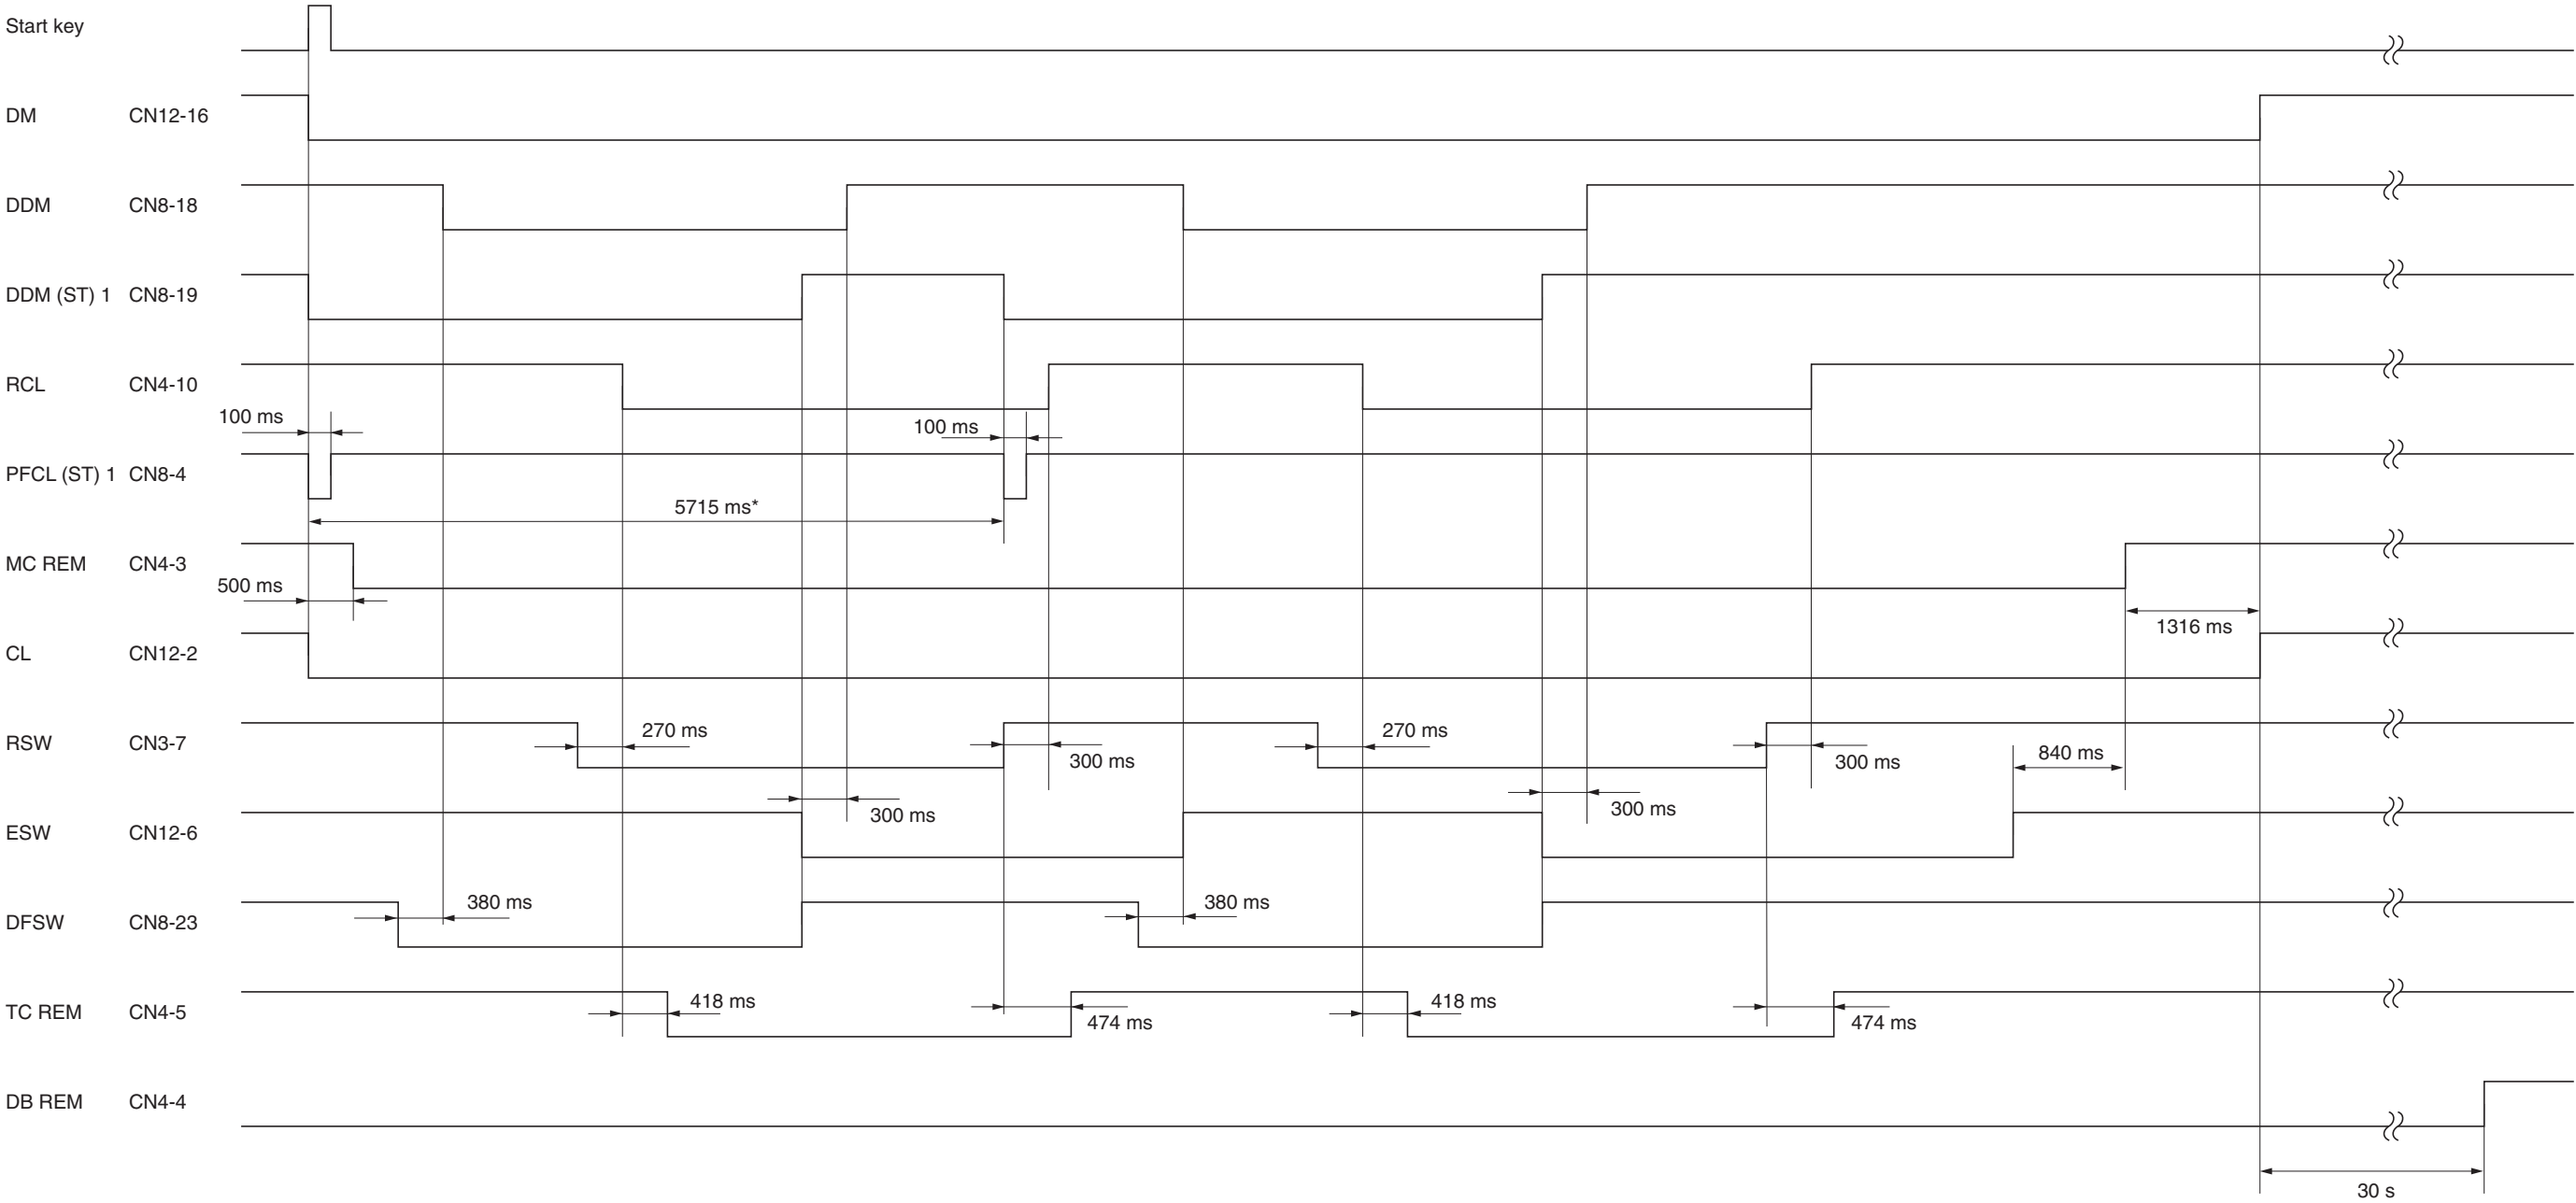 Start key
DM CN12-16
DDM CN8-18
DDM (ST) 1 CN8-19
RCL CN4-10
100 ms
100 ms
PFCL (ST) 1 CN8-4
5715 ms*
MC REM CN4-3
500 ms
1316 ms
CL CN12-2
RSW CN3-7
270 ms
300 ms
270 ms
300 ms
840 ms
300 ms
300 ms
ESW CN12-6
DFSW CN8-23
380 ms
380 ms
TC REM CN4-5
418 ms
474 ms
418 ms
474 ms
DB REM CN4-4
30 s